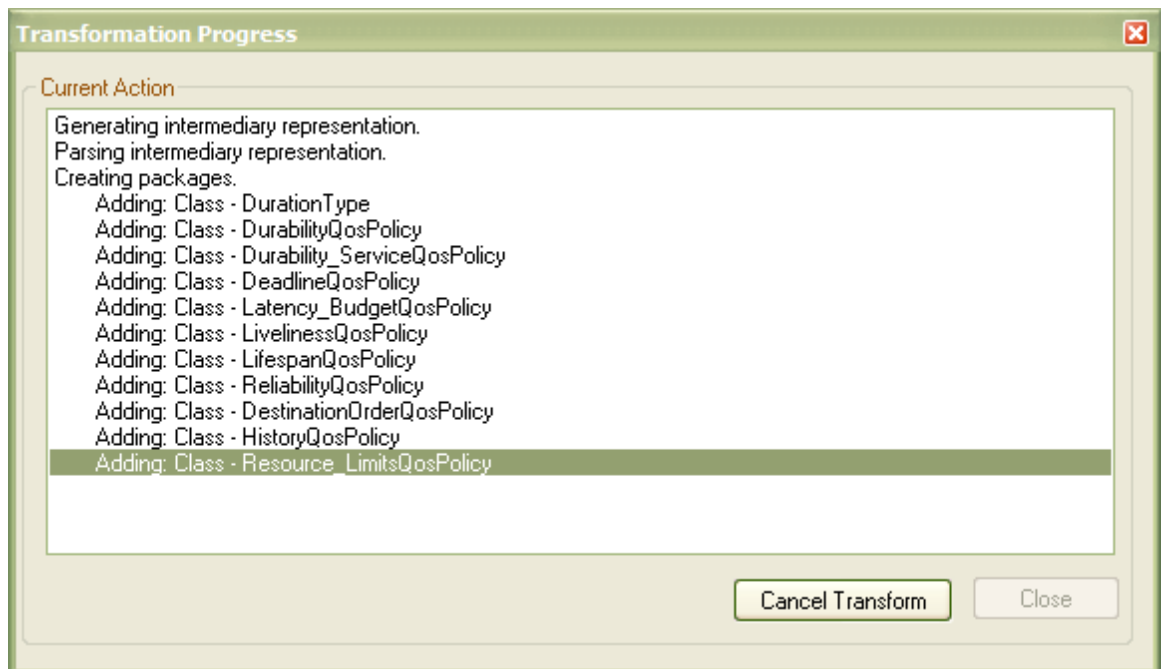 Transformation Progress
Current Action
Generating intermediary representation.
Parsing intermediary representation.
Creating packages.
Adding: Class - DurationType
Adding: Class - DurabilityQosPolicy
Adding: Class - Durability_ServiceQosPolicy
Adding: Class - DeadlineQosPolicy
Adding: Class - Latency_BudgetQosPolicy
Adding: Class - LivelinessQosPolicy
Adding: Class - LifespanQosPolicy
Adding: Class - ReliabilityQosPolicy
Adding: Class - DestinationOrderQosPolicy
Adding: Class - HistoryQosPolicy
Adding: Class - Resource_LimitsQosPolicy
Cancel Transform Close